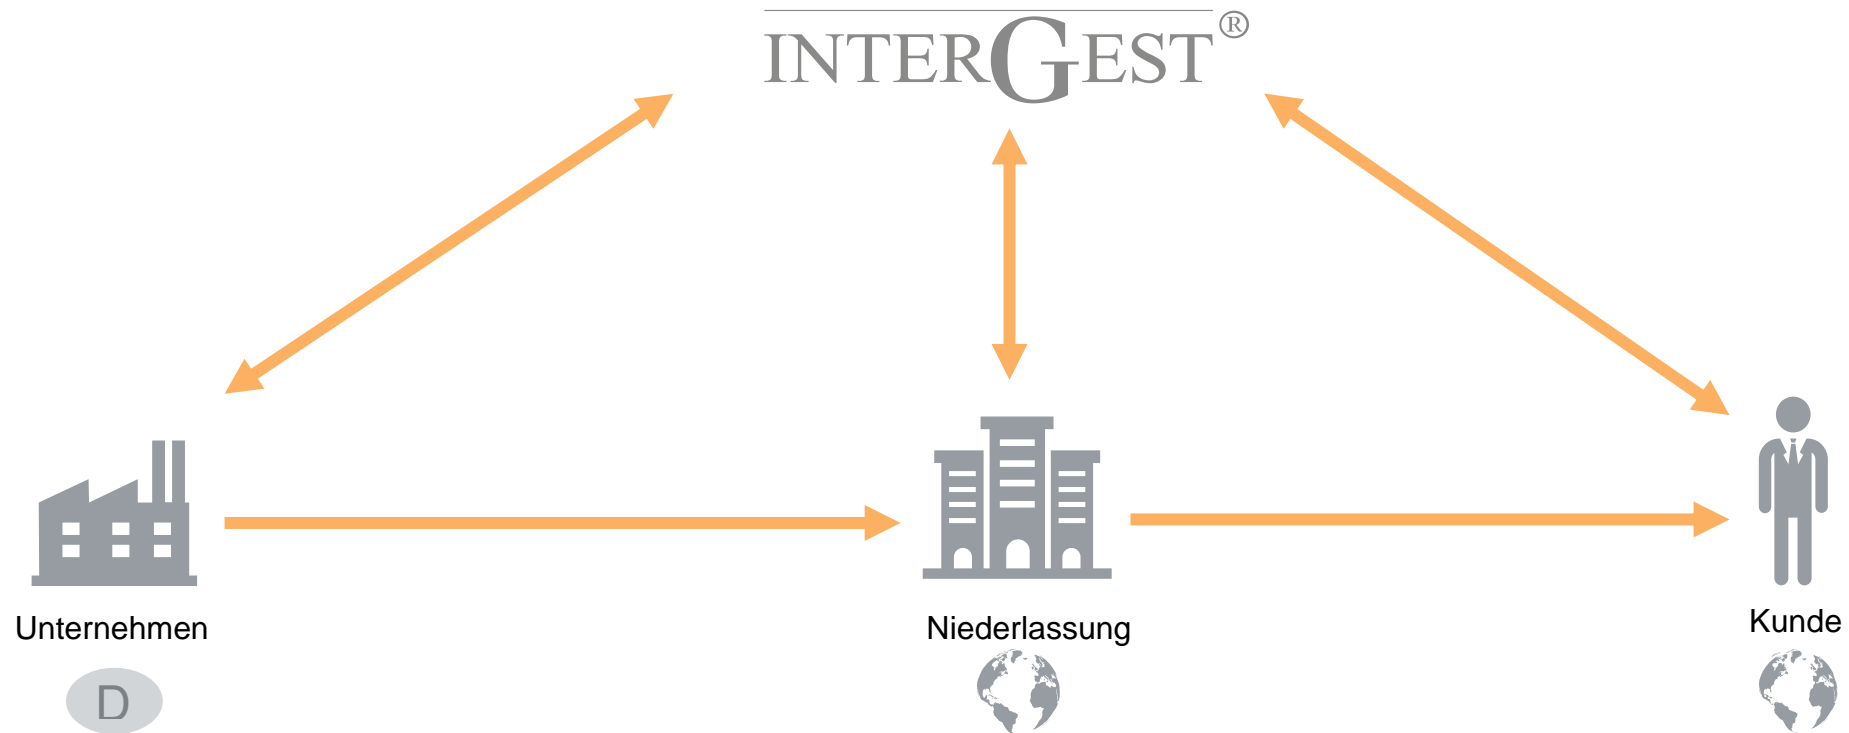 INTERGEST®
Unternehmen
Niederlassung
Kunde
D